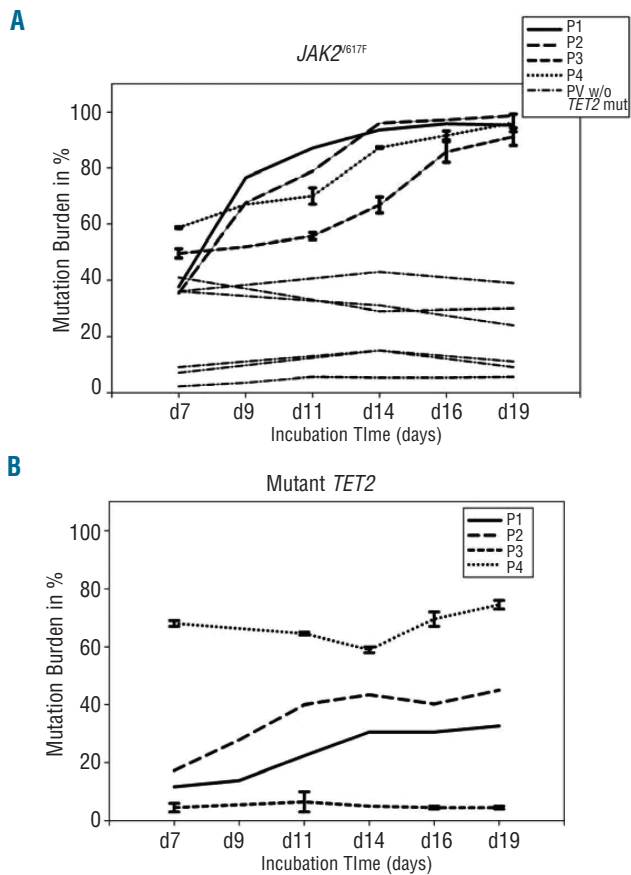 A
JAK2V617F
P1
P2
P3
P4
PV w/o
TET2 mut
Mutation Burden in %
100
80
60
40
20
0
d7 d9 d11 d14 d16 d19
Incubation TIme (days)
B
Mutant TET2
P1
P2
P3
P4
Mutation Burden in %
100
80
60
40
20
0
d7 d9 d11 d14 d16 d19
Incubation TIme (days)